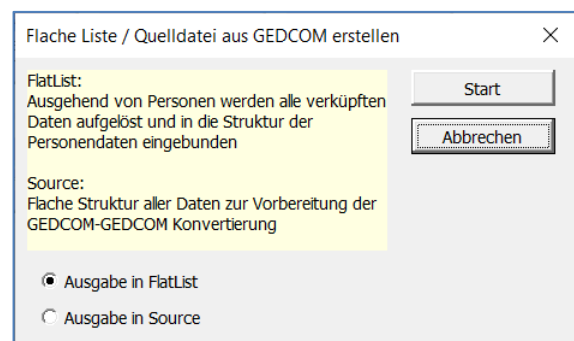 Flache Liste / Quelldatei aus GEDCOM erstellen
FlatList:
Ausgehend von Personen werden alle verküpften
Daten aufgelöst und in die Struktur der
Personendaten eingebunden
Source:
Flache Struktur aller Daten zur Vorbereitung der
GEDCOM-GEDCOM Konvertierung
Start
Abbrechen
Ausgabe in FlatList
Ausgabe in Source